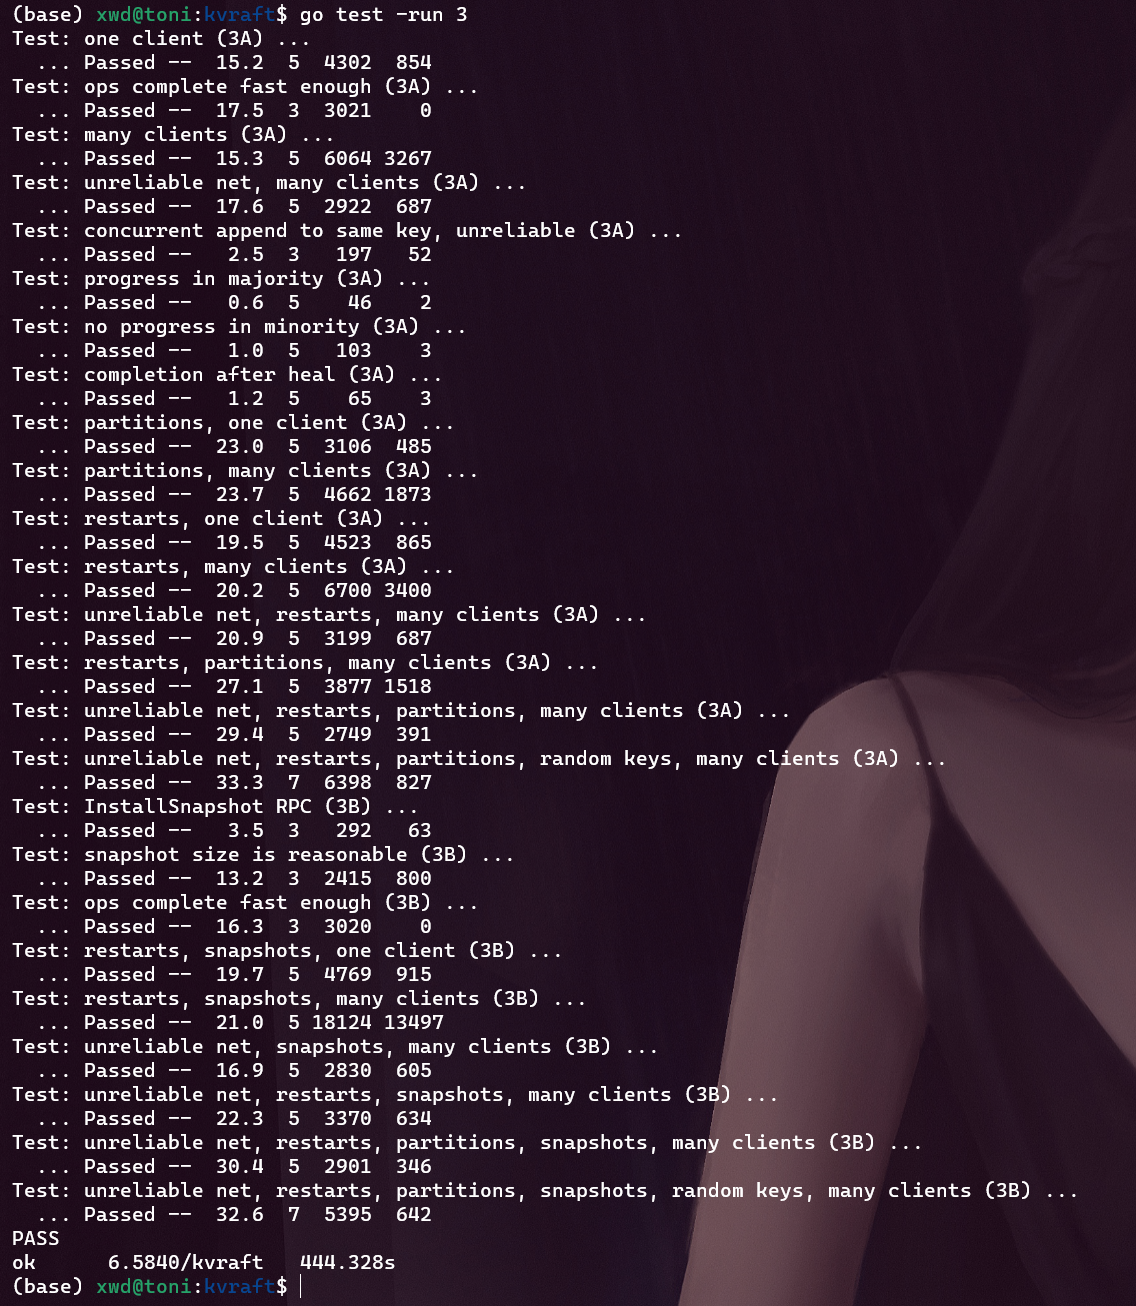 (base) xwd@toni:kvraft$ go test -run 3
Test: one client (3A) ...
  ... Passed --  15.2  5  4302  854
Test: ops complete fast enough (3A) ...
  ... Passed --  17.5  3  3021    0
Test: many clients (3A) ...
  ... Passed --  15.3  5  6064 3267
Test: unreliable net, many clients (3A) ...
  ... Passed --  17.6  5  2922  687
Test: concurrent append to same key, unreliable (3A) ...
  ... Passed --   2.5  3   197   52
Test: progress in majority (3A) ...
  ... Passed --   0.6  5    46    2
Test: no progress in minority (3A) ...
  ... Passed --   1.0  5   103    3
Test: completion after heal (3A) ...
  ... Passed --   1.2  5    65    3
Test: partitions, one client (3A) ...
  ... Passed --  23.0  5  3106  485
Test: partitions, many clients (3A) ...
  ... Passed --  23.7  5  4662 1873
Test: restarts, one client (3A) ...
  ... Passed --  19.5  5  4523  865
Test: restarts, many clients (3A) ...
  ... Passed --  20.2  5  6700 3400
Test: unreliable net, restarts, many clients (3A) ...
  ... Passed --  20.9  5  3199  687
Test: restarts, partitions, many clients (3A) ...
  ... Passed --  27.1  5  3877 1518
Test: unreliable net, restarts, partitions, many clients (3A) ...
  ... Passed --  29.4  5  2749  391
Test: unreliable net, restarts, partitions, random keys, many clients (3A) ...
  ... Passed --  33.3  7  6398  827
Test: InstallSnapshot RPC (3B) ...
  ... Passed --   3.5  3   292   63
Test: snapshot size is reasonable (3B) ...
  ... Passed --  13.2  3  2415  800
Test: ops complete fast enough (3B) ...
  ... Passed --  16.3  3  3020    0
Test: restarts, snapshots, one client (3B) ...
  ... Passed --  19.7  5  4769  915
Test: restarts, snapshots, many clients (3B) ...
  ... Passed --  21.0  5 18124 13497
Test: unreliable net, snapshots, many clients (3B) ...
  ... Passed --  16.9  5  2830  605
Test: unreliable net, restarts, snapshots, many clients (3B) ...
  ... Passed --  22.3  5  3370  634
Test: unreliable net, restarts, partitions, snapshots, many clients (3B) ...
  ... Passed --  30.4  5  2901  346
Test: unreliable net, restarts, partitions, snapshots, random keys, many clients (3B) ...
  ... Passed --  32.6  7  5395  642
PASS
ok      6.5840/kvraft   444.328s
(base) xwd@toni:kvraft$